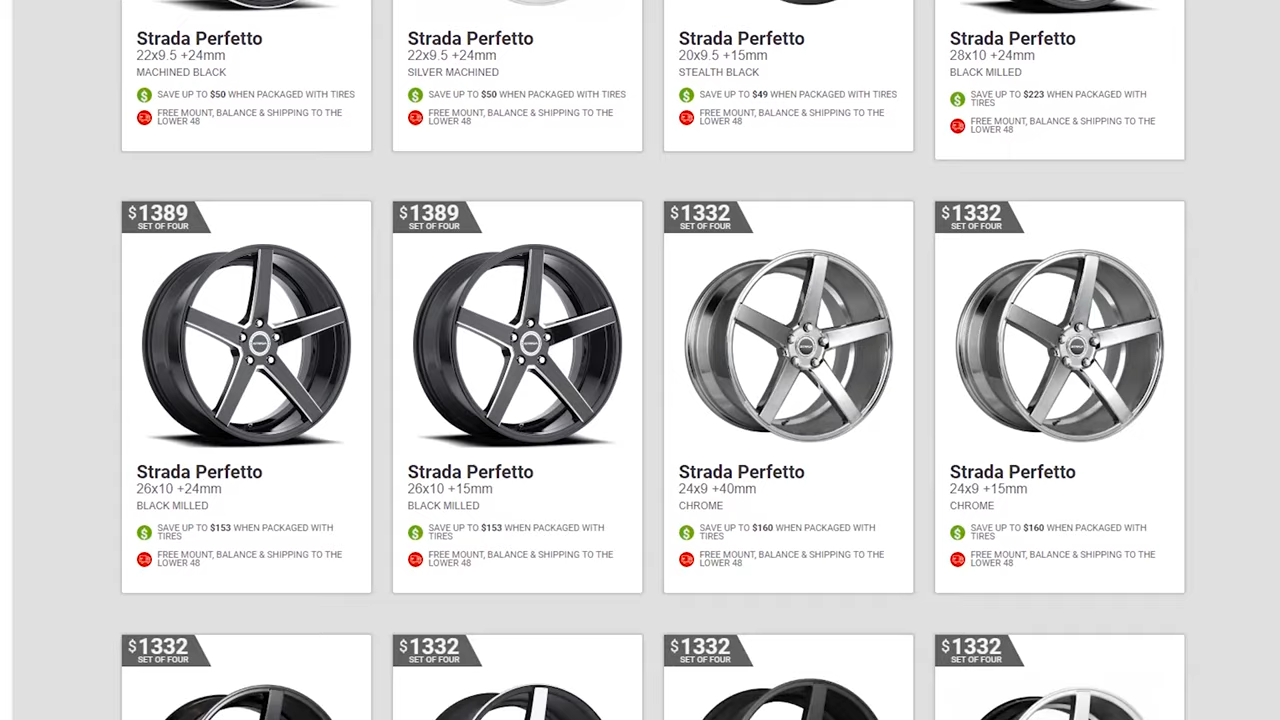 Strada Perfetto
22x9.5 +24mm
MACHINED BLACK
SAVE UP TO $50 WHEN PACKAGED WITH TIRES
FREE MOUNT, BALANCE & SHIPPING TO THE
LOWER 48
Strada Perfetto
22x9.5 +24mm
SILVER MACHINED
SAVE UP TO $50 WHEN PACKAGED WITH TIRES
FREE MOUNT, BALANCE & SHIPPING TO THE
LOWER 48
Strada Perfetto
20x9.5 +15mm
STEALTH BLACK
SAVE UP TO $49 WHEN PACKAGED WITH TIRES
FREE MOUNT, BALANCE & SHIPPING TO THE
LOWER 48
Strada Perfetto
28x10 +24mm
BLACK MILLED
SAVE UP TO $223 WHEN PACKAGED WITH
TIRES
FREE MOUNT, BALANCE & SHIPPING TO THE
LOWER 48
$1389
SET OF FOUR
Strada Perfetto
26x10 +24mm
BLACK MILLED
SAVE UP TO $153 WHEN PACKAGED WITH
TIRES
FREE MOUNT, BALANCE & SHIPPING TO THE
LOWER 48
$1389
SET OF FOUR
Strada Perfetto
26x10 +15mm
BLACK MILLED
SAVE UP TO $153 WHEN PACKAGED WITH
TIRES
FREE MOUNT, BALANCE & SHIPPING TO THE
LOWER 48
$1332
SET OF FOUR
Strada Perfetto
24x9 +40mm
CHROME
SAVE UP TO $160 WHEN PACKAGED WITH
TIRES
FREE MOUNT, BALANCE & SHIPPING TO THE
LOWER 48
$1332
SET OF FOUR
Strada Perfetto
24x9 +15mm
CHROME
SAVE UP TO $160 WHEN PACKAGED WITH
TIRES
FREE MOUNT, BALANCE & SHIPPING TO THE
LOWER 48
$1332
SET OF FOUR
$1332
SET OF FOUR
$1332
SET OF FOUR
$1332
SET OF FOUR